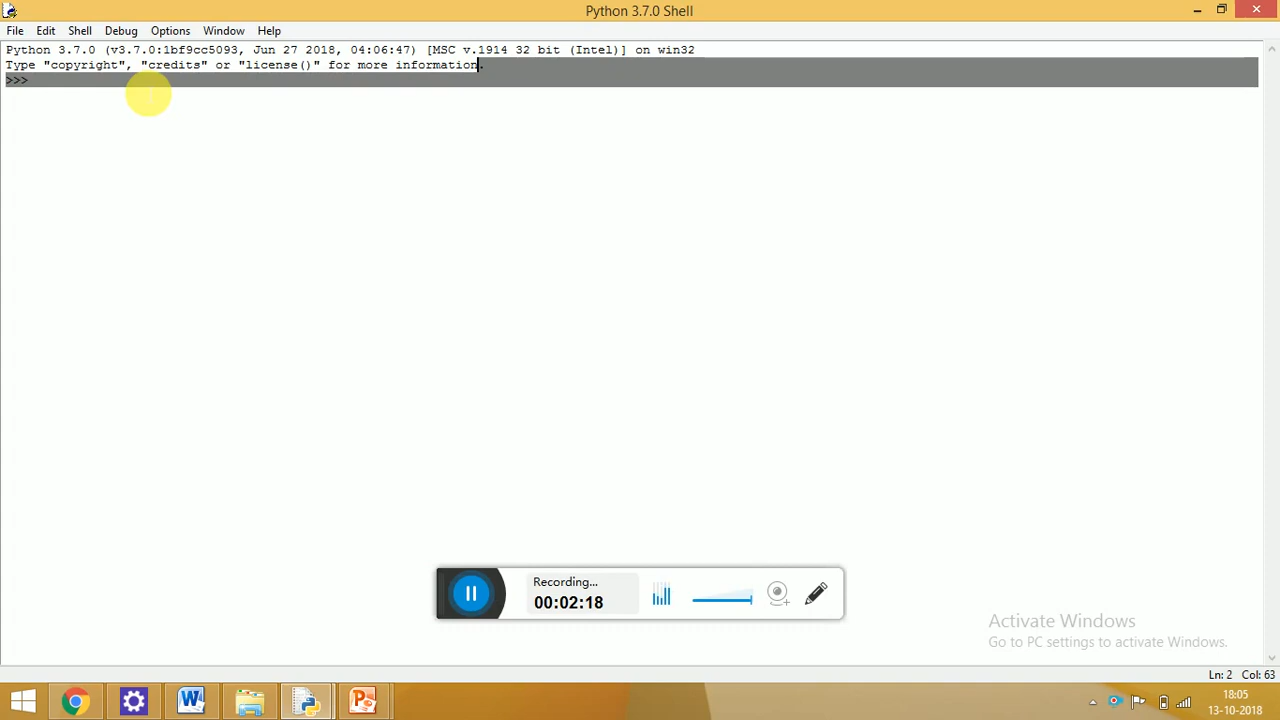 Python 3.7.0 Shell
File Edit Shell Debug Options Window Help
Python 3.7.0 (v3.7.0:1bf9cc5093, Jun 27 2018, 04:06:47) [MSC v.1914 32 bit (Intel)] on win32
Type "copyright", "credits" or "license()" for more information.
>>>
Recording...
00:02:18
Activate Windows
Go to PC settings to activate Windows.
Ln: 2 Col: 63
18:05
13-10-2018